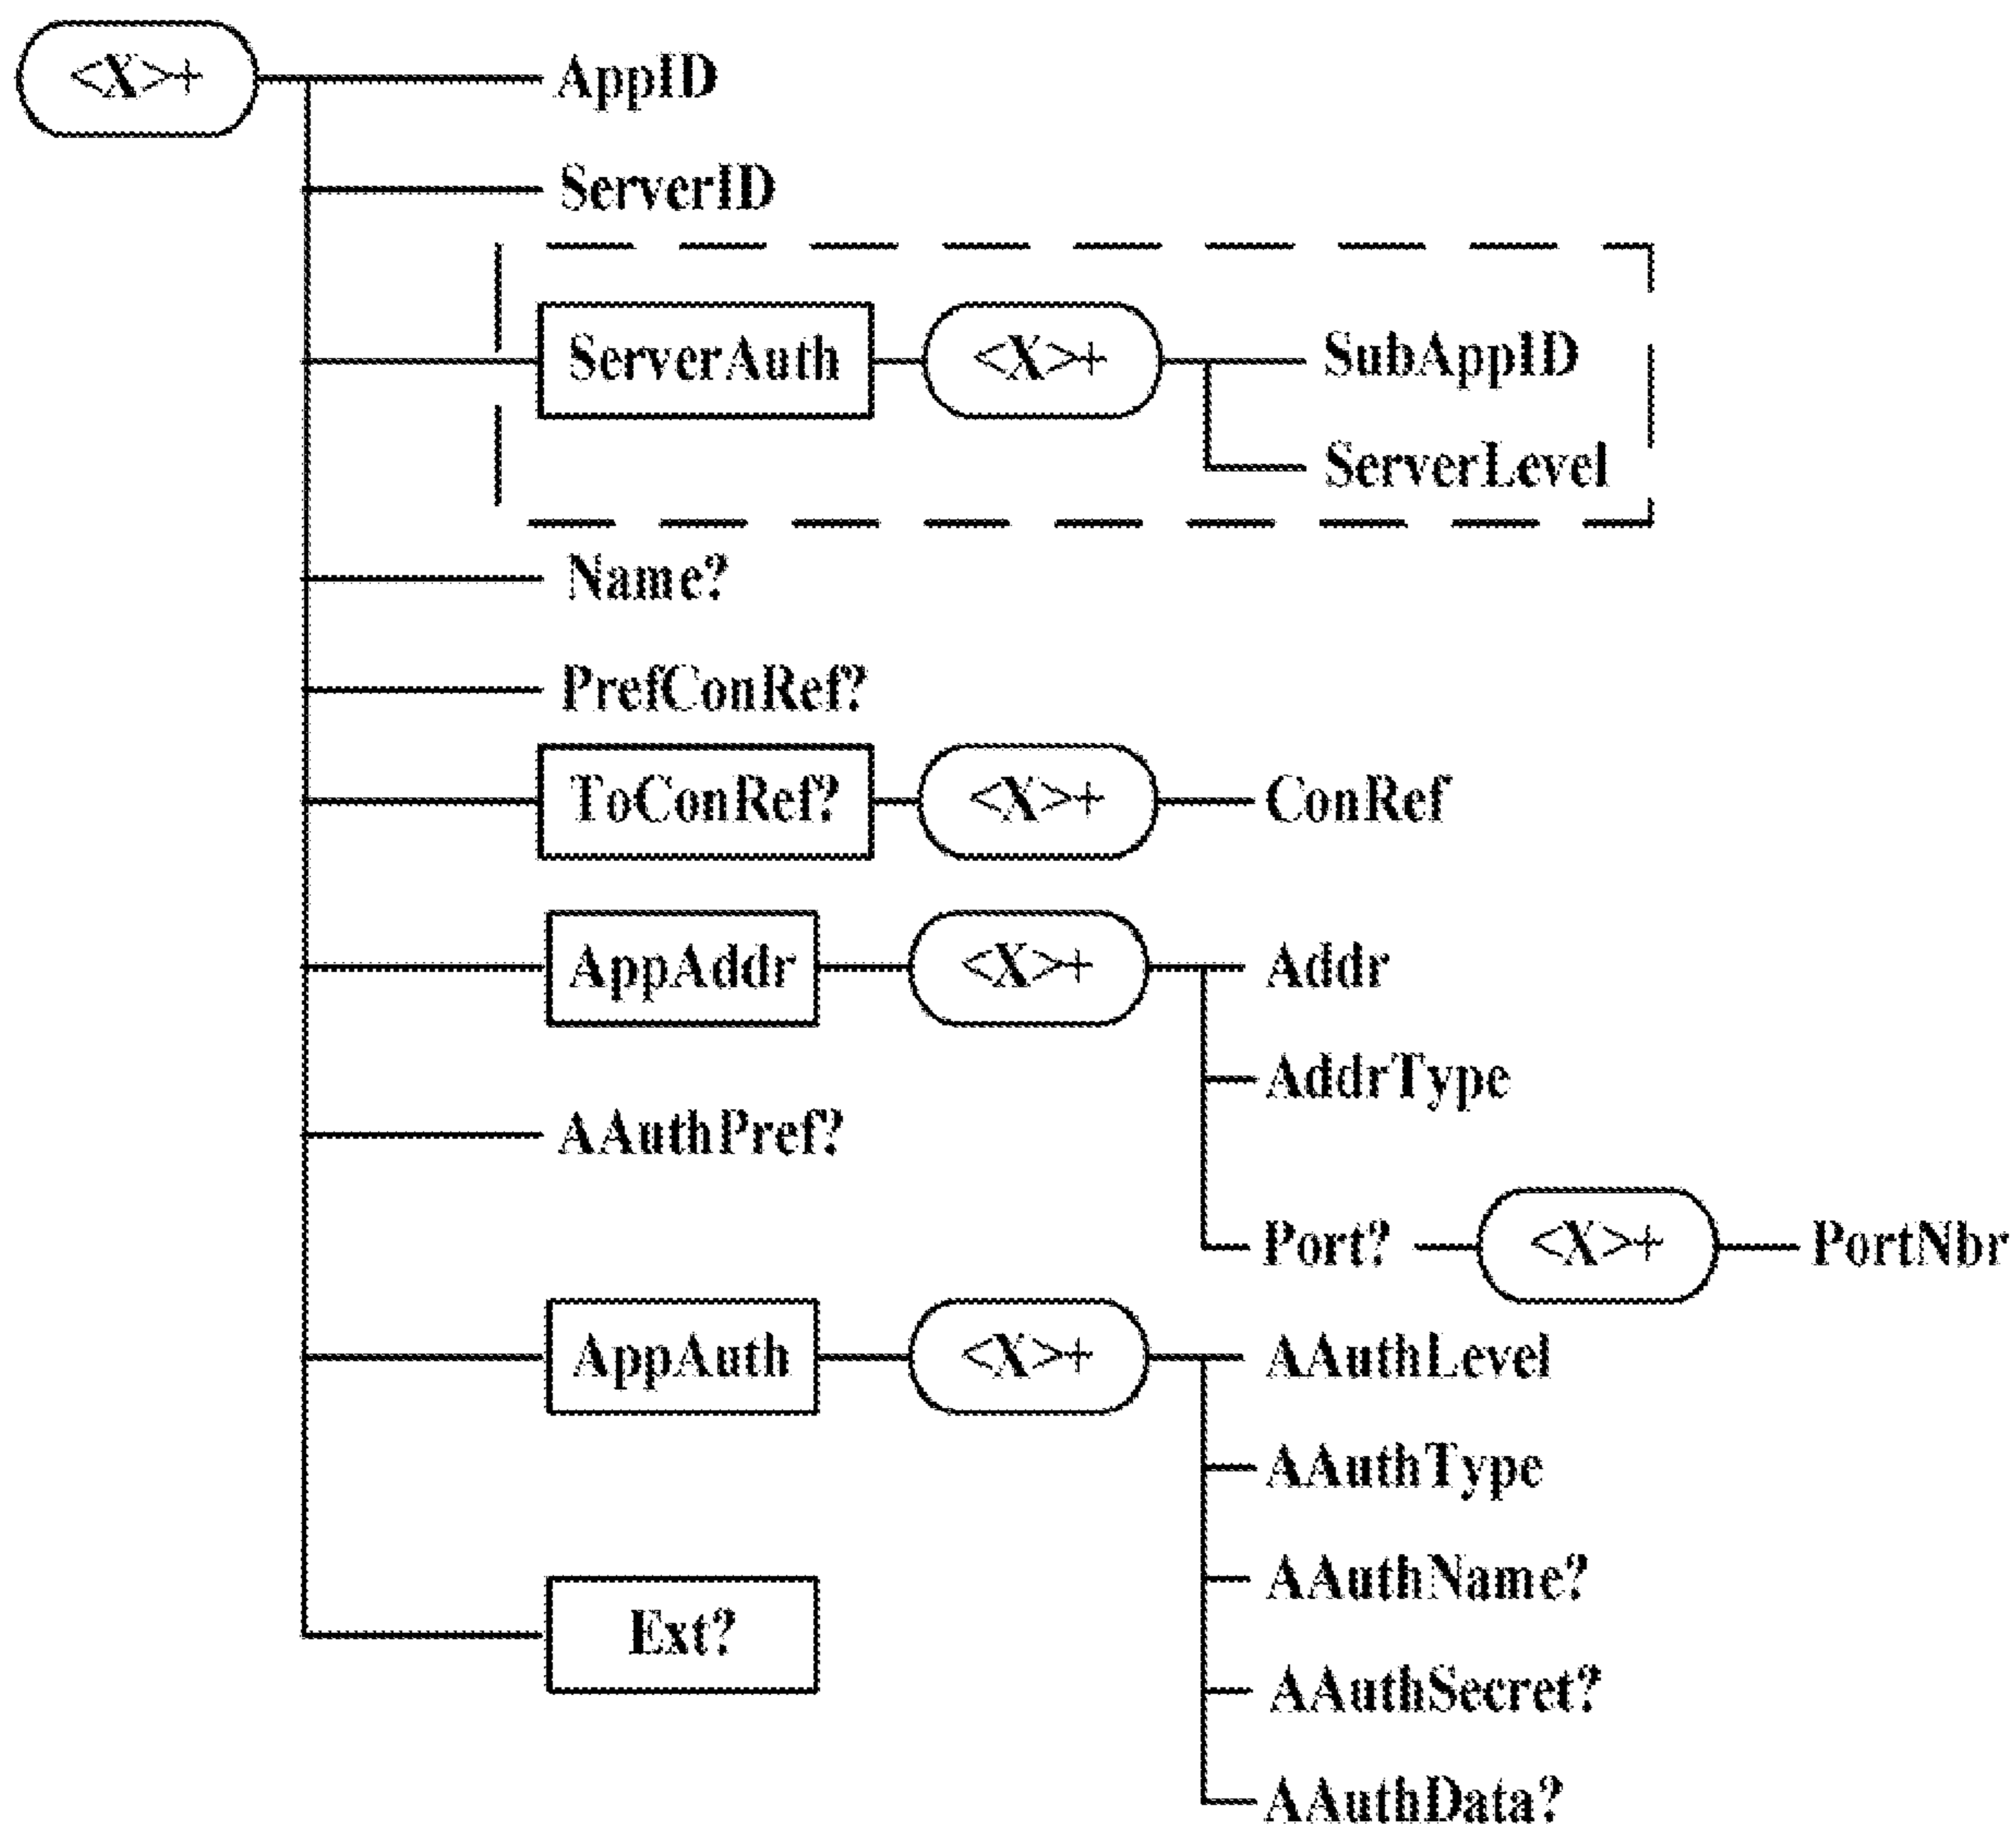 <X>+ AppID
ServerID
ServerAuth <X>+ SubAppID
ServerLevel
Name?
PrefConRef?
ToConRef? <X>+ ConRef
AppAddr <X>+ Addr
AddrType
AAuthPref?
Port? <X>+ PortNbr
AppAuth <X>+ AAuthLevel
AAuthType
AAuthName?
Ext?
AAuthSecret?
AAuthData?